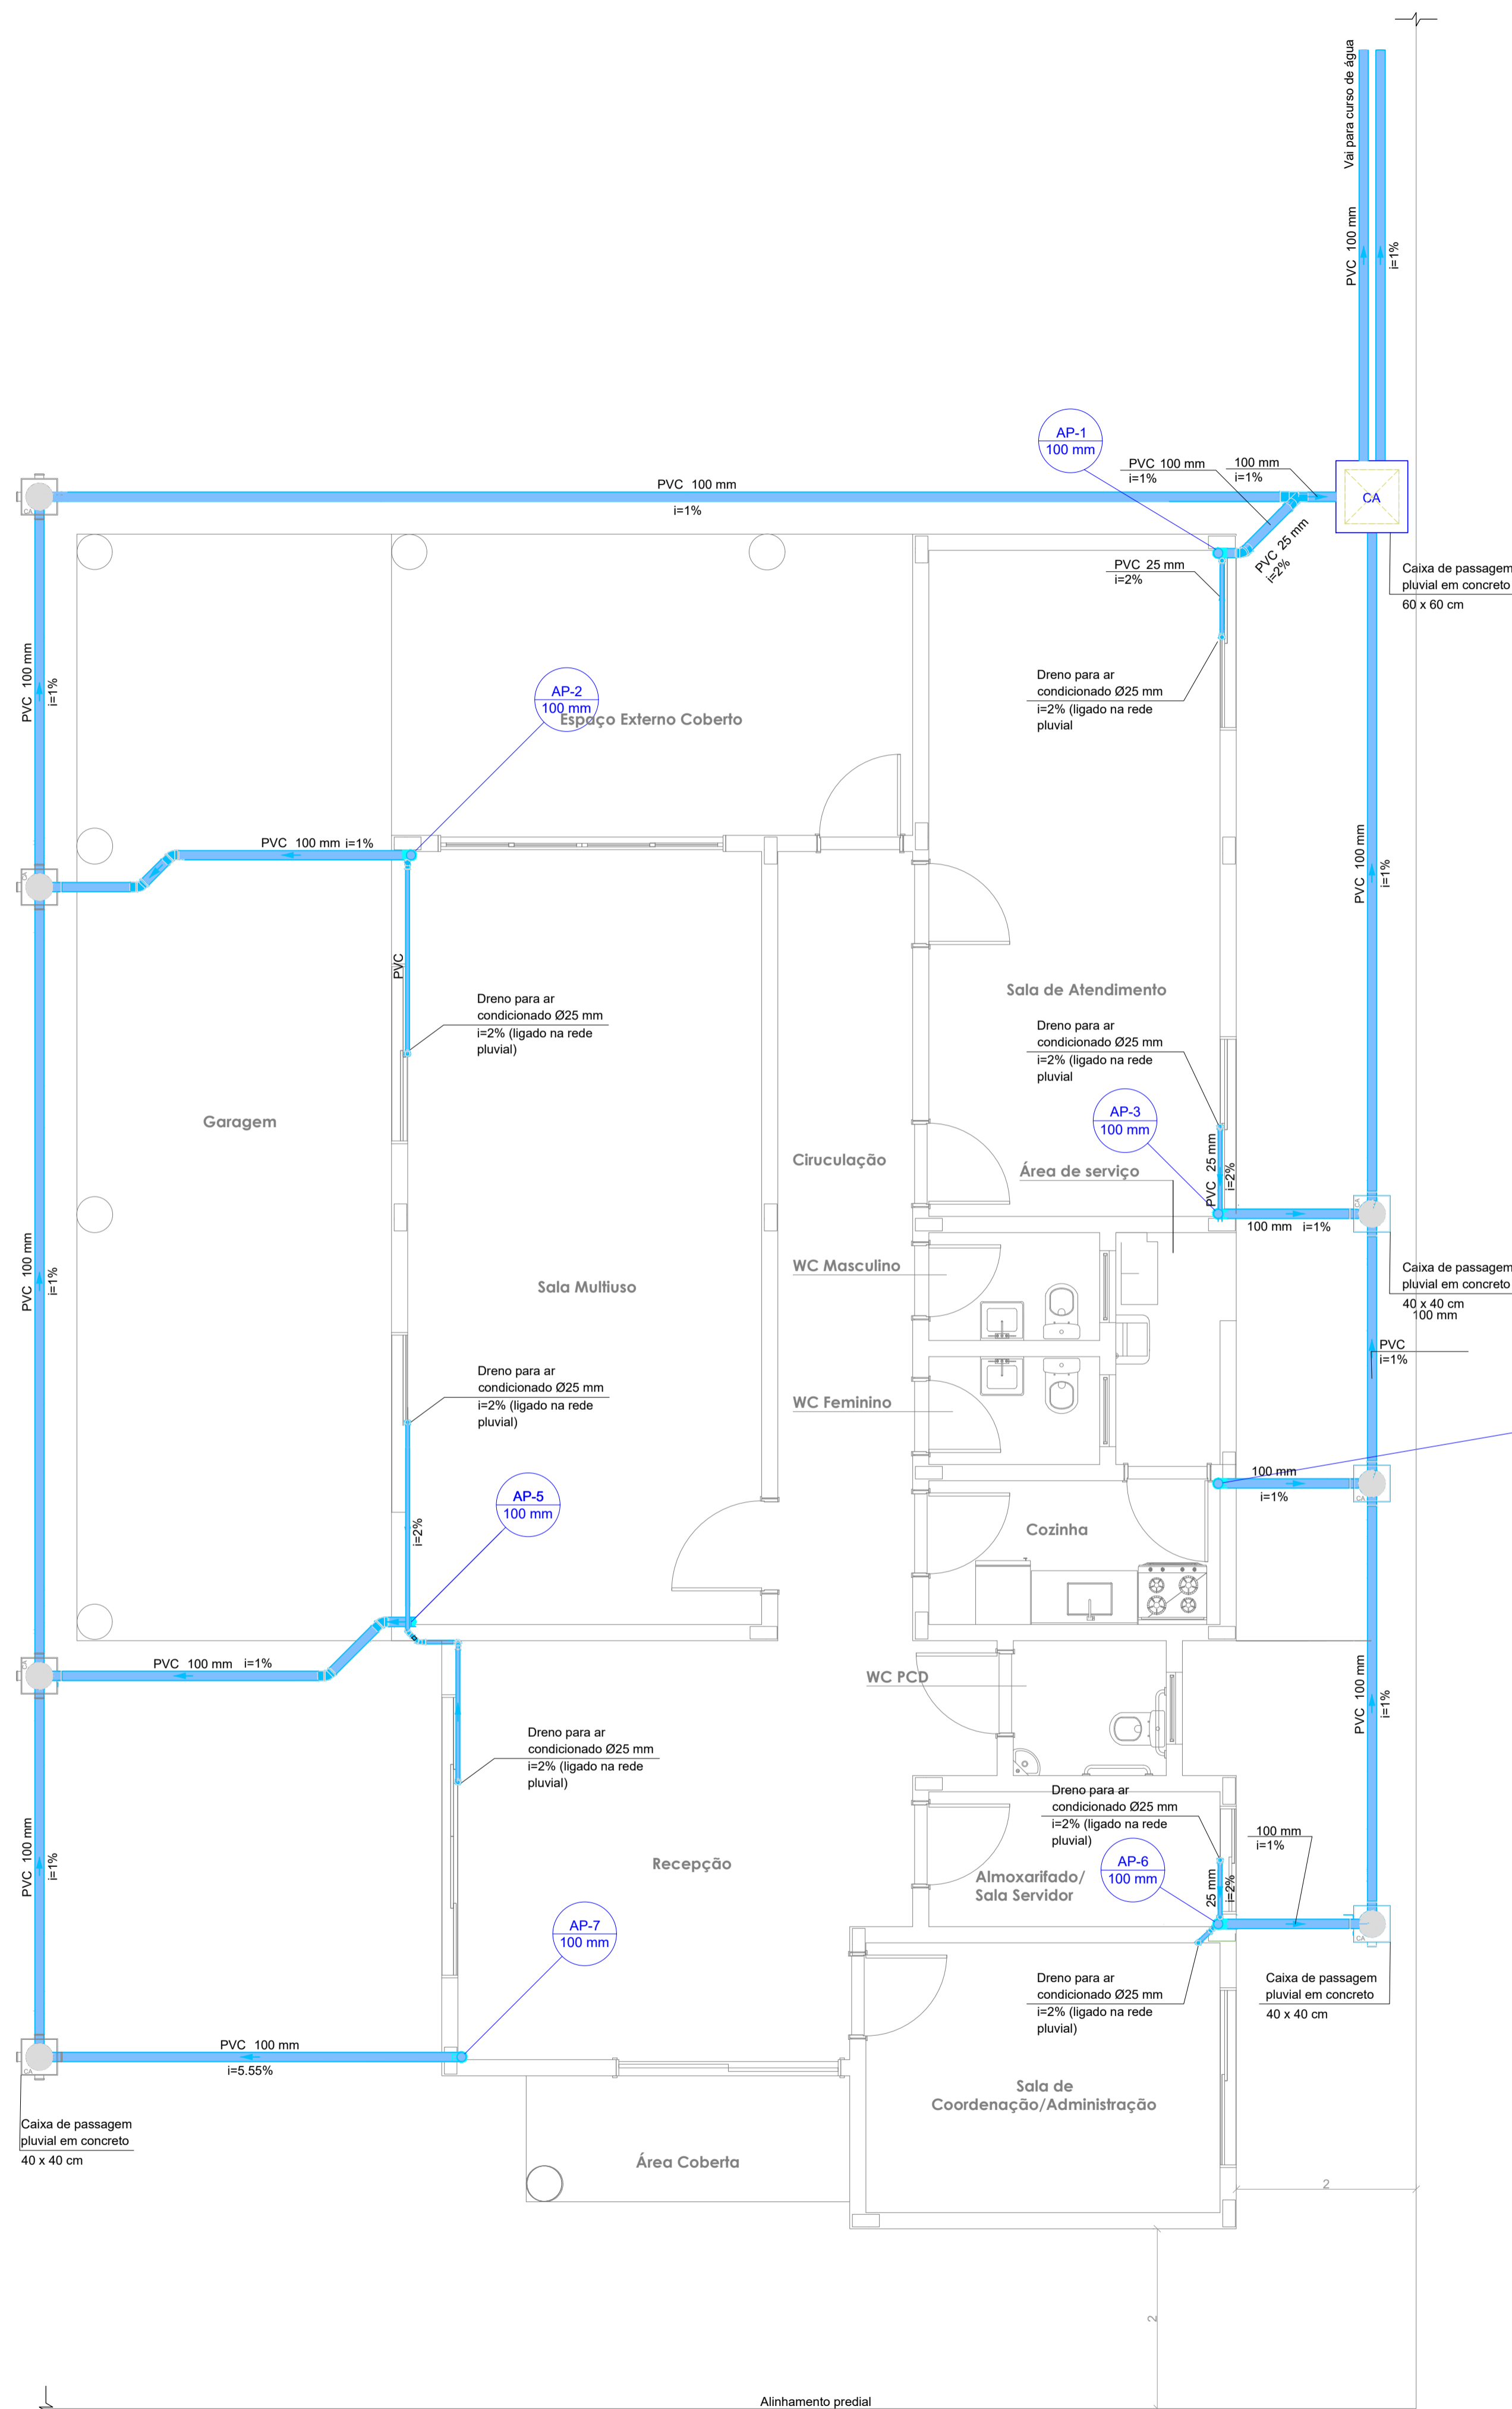 Vai para curso de água
PVC 100 mm
i=1%
AP-1
100 mm
PVC 100 mm
i=1%
100 mm
i=1%
PVC 100 mm
i=1%
CA
CA
PVC 25 mm
i=2%
PVC 25 mm
i=2%
Caixa de passagem
pluvial em concreto
60 x 60 cm
Dreno para ar
condicionado Ø25 mm
i=2% (ligado na rede
pluvial
PVC 100 mm
i=1%
AP-2
100 mm
Espaço Externo Coberto
PVC 100 mm i=1%
CA
PVC 100 mm
i=1%
PVC
Dreno para ar
condicionado Ø25 mm
i=2% (ligado na rede
pluvial)
Sala de Atendimento
Dreno para ar
condicionado Ø25 mm
i=2% (ligado na rede
pluvial
Garagem
AP-3
100 mm
Ciruculação
Área de serviço
PVC 25 mm
i=2%
CA
100 mm i=1%
PVC 100 mm
i=1%
WC Masculino
Sala Multiuso
Caixa de passagem
pluvial em concreto
40 x 40 cm
100 mm
PVC
i=1%
Dreno para ar
condicionado Ø25 mm
i=2% (ligado na rede
pluvial)
WC Feminino
100 mm
i=1%
CA
AP-5
100 mm
i=2%
Cozinha
PVC 100 mm i=1%
CA
WC PCD
PVC 100 mm
i=1%
Dreno para ar
condicionado Ø25 mm
i=2% (ligado na rede
pluvial)
Dreno para ar
condicionado Ø25 mm
i=2% (ligado na rede
pluvial)
100 mm
i=1%
PVC 100 mm
i=1%
Recepção
AP-6
100 mm
Almoxarifado/
Sala Servidor
25 mm
i=2%
CA
AP-7
100 mm
Dreno para ar
condicionado Ø25 mm
i=2% (ligado na rede
pluvial)
Caixa de passagem
pluvial em concreto
40 x 40 cm
PVC 100 mm
i=5.55%
CA
Sala de
Coordenação/Administração
Caixa de passagem
pluvial em concreto
40 x 40 cm
Área Coberta
2
2
Alinhamento predial